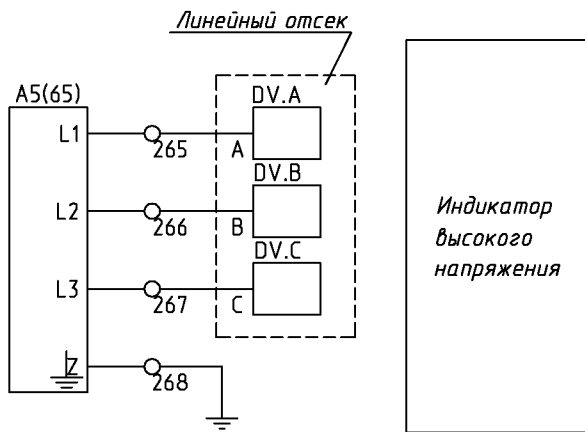 Линейный отсек
A5(65)
DV.A
L1
265
A
DV.B
L2
266
B
DV.C
L3
267
C
Z
268
Индикатор
высокого
напряжения